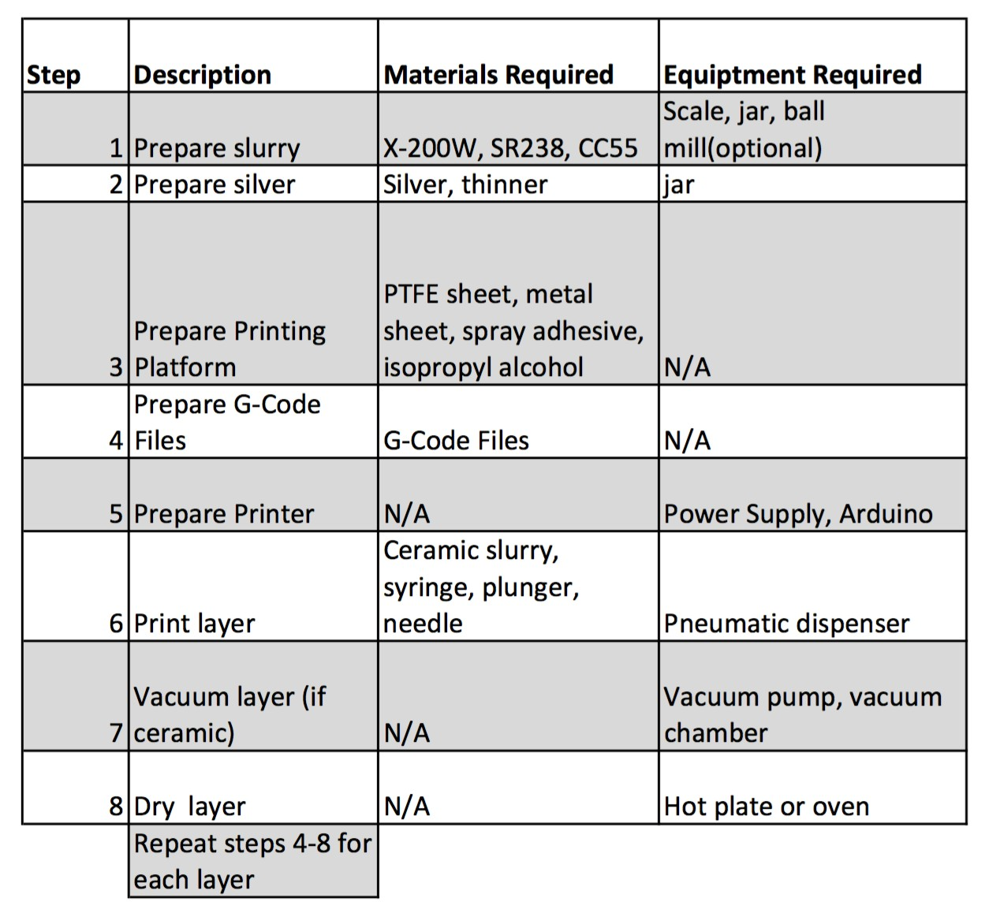 Step Description Materials Required Equiptment Required
Scale, jar, ball
1 Prepare slurry X-200W, SR238, CC55 mill(optional)
2 Prepare silver Silver, thinner jar
PTFE sheet, metal
Prepare Printing sheet, spray adhesive,
3 Platform isopropyl alcohol N/A
Prepare G-Code
4 Files G-Code Files N/A
5 Prepare Printer N/A Power Supply, Arduino
Ceramic slurry,
syringe, plunger,
6 Print layer needle Pneumatic dispenser
Vacuum layer (if Vacuum pump, vacuum
7 ceramic) N/A chamber
8 Dry  layer N/A Hot plate or oven
Repeat steps 4-8 for
each layer